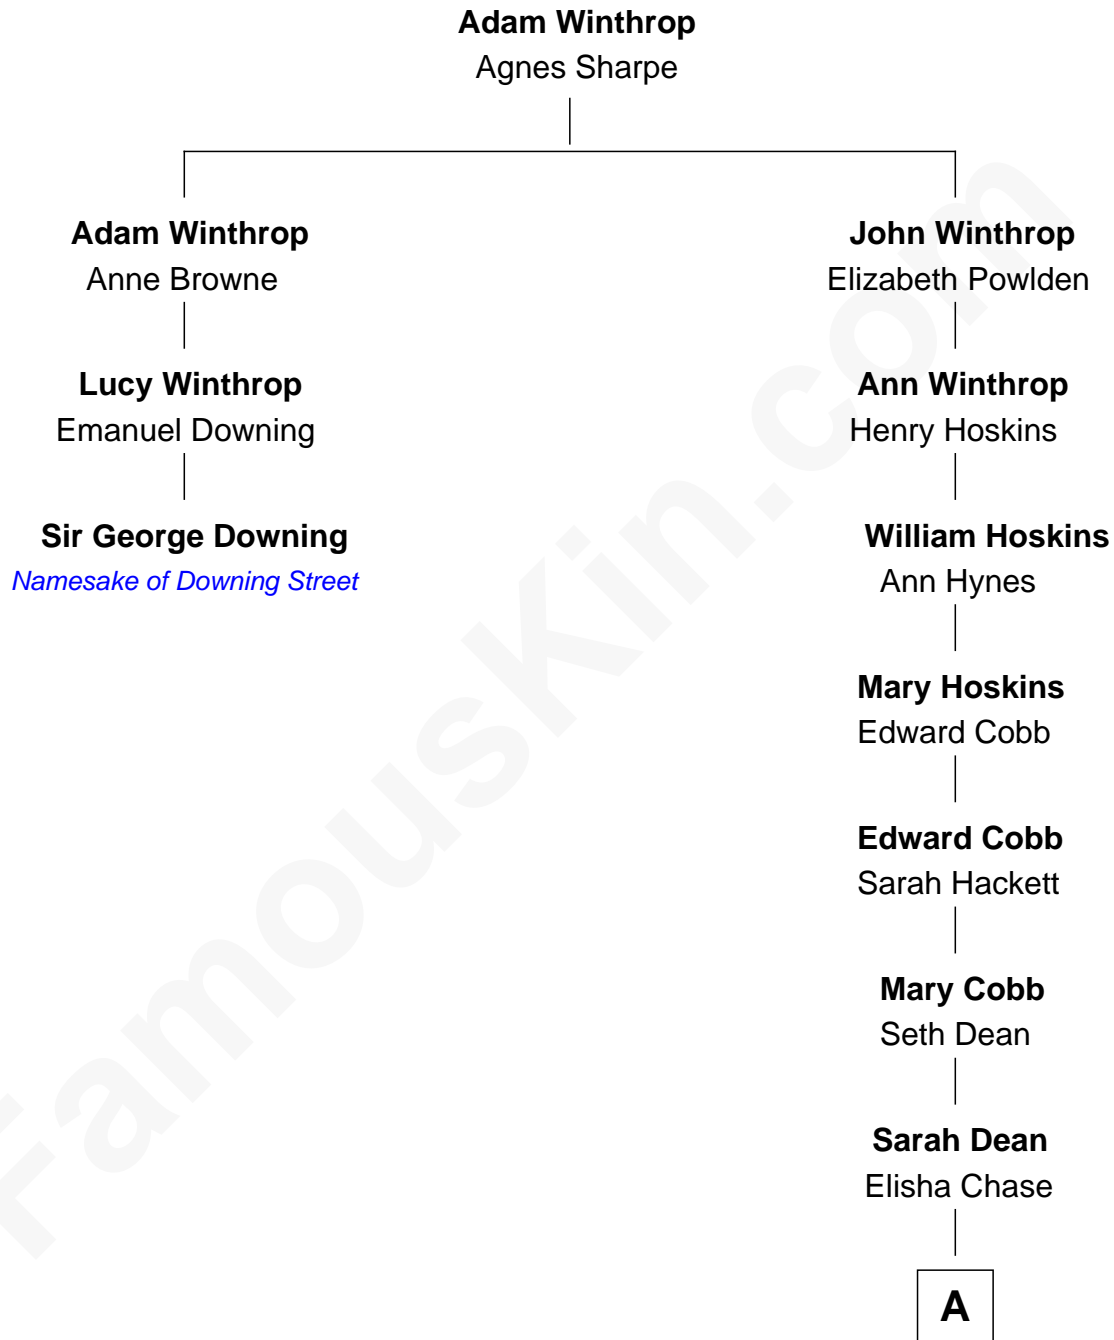 Adam Winthrop
Agnes Sharpe
Adam Winthrop
Anne Browne
John Winthrop
Elizabeth Powlden
Lucy Winthrop
Emanuel Downing
Ann Winthrop
Henry Hoskins
Sir George Downing
Namesake of Downing Street
William Hoskins
Ann Hynes
Mary Hoskins
Edward Cobb
Edward Cobb
Sarah Hackett
Mary Cobb
Seth Dean
Sarah Dean
Elisha Chase
A
FamousKin.com